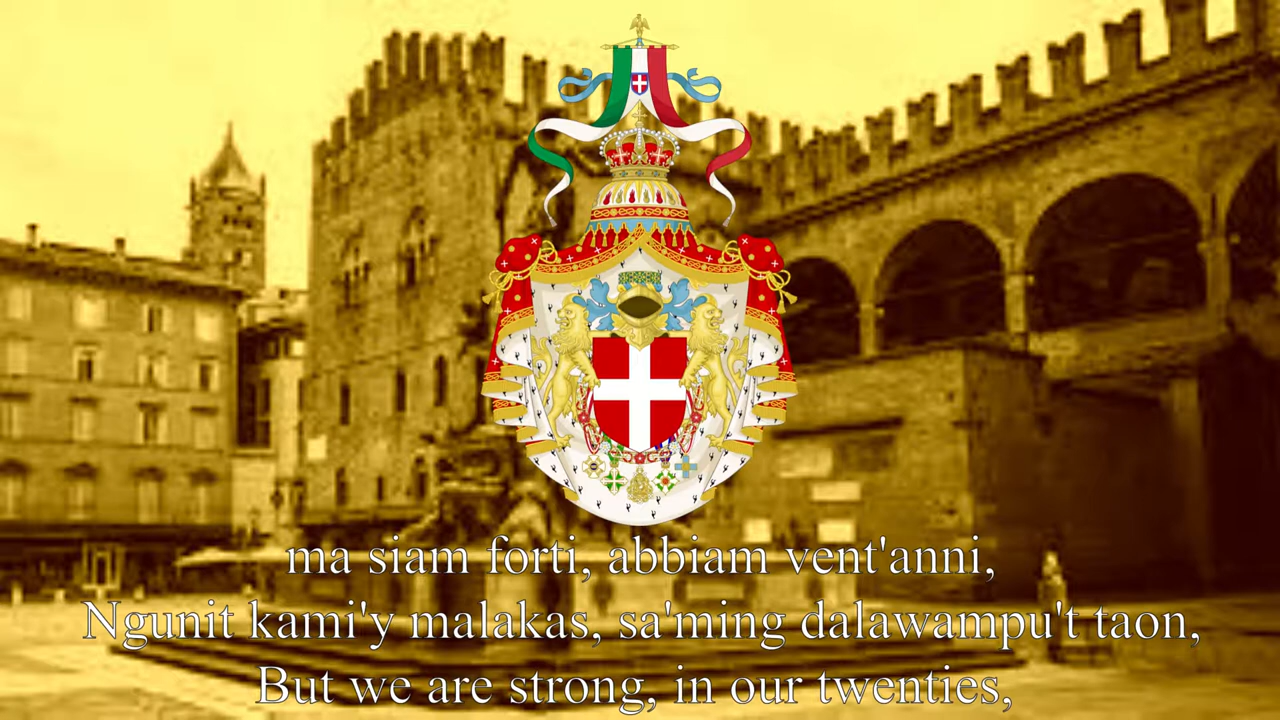 ma siam forti, abbiam vent'anni,
Ngunit kami'y malakas, sa'ming dalawampu't taon,
But we are strong, in our twenties,